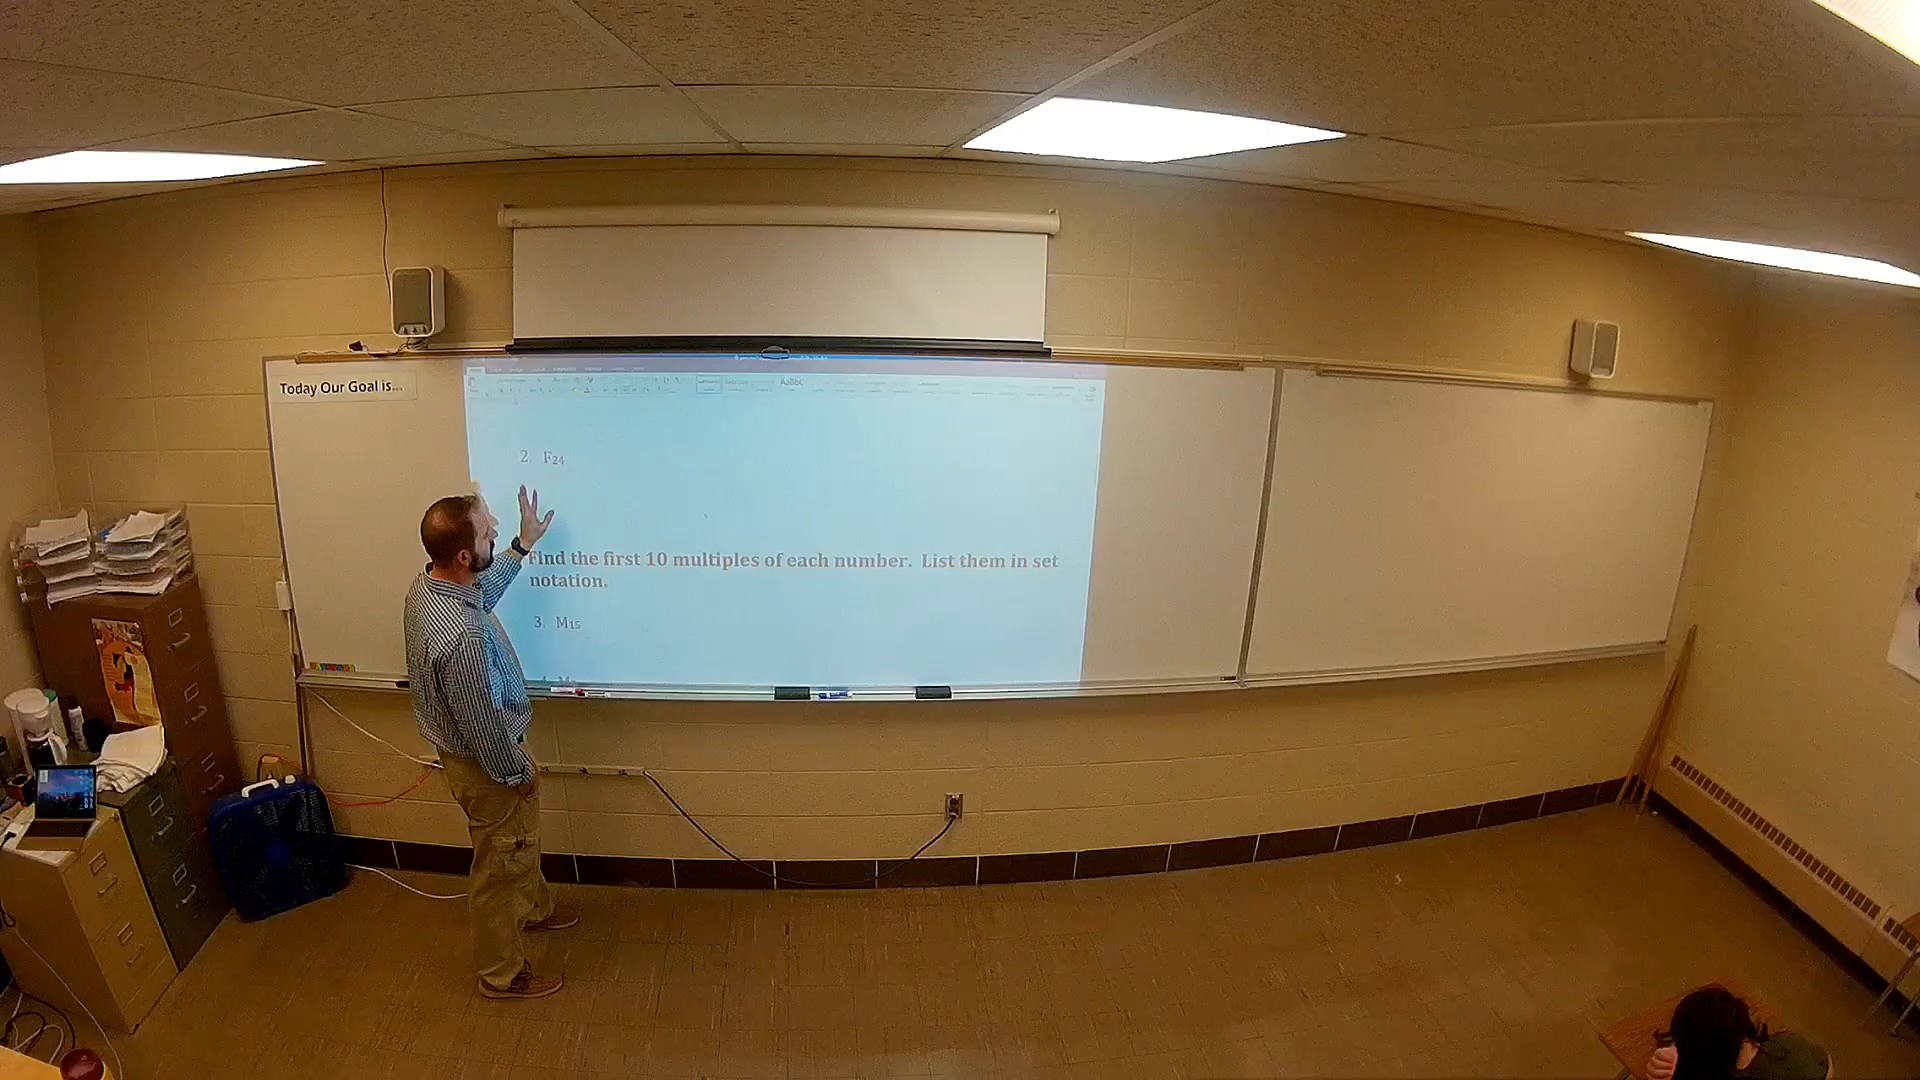 Today Our Goal is...
AaBbC
2. F24
Find the first 10 multiples of each number. List them in set
notation.
3. M15